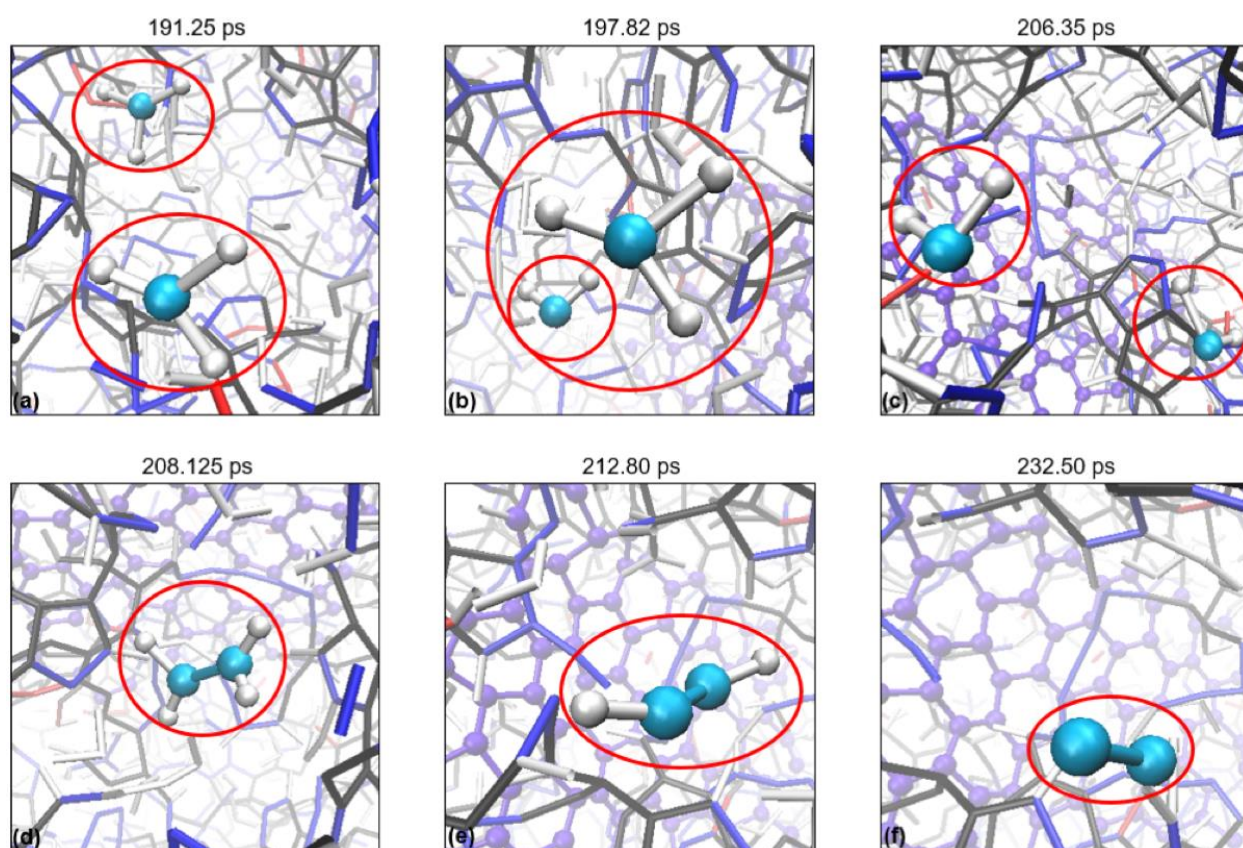 191.25 ps
197.82 ps
206.35 ps
(a)
(b)
(c)
208.125 ps
212.80 ps
232.50 ps
(d)
(e)
(f)